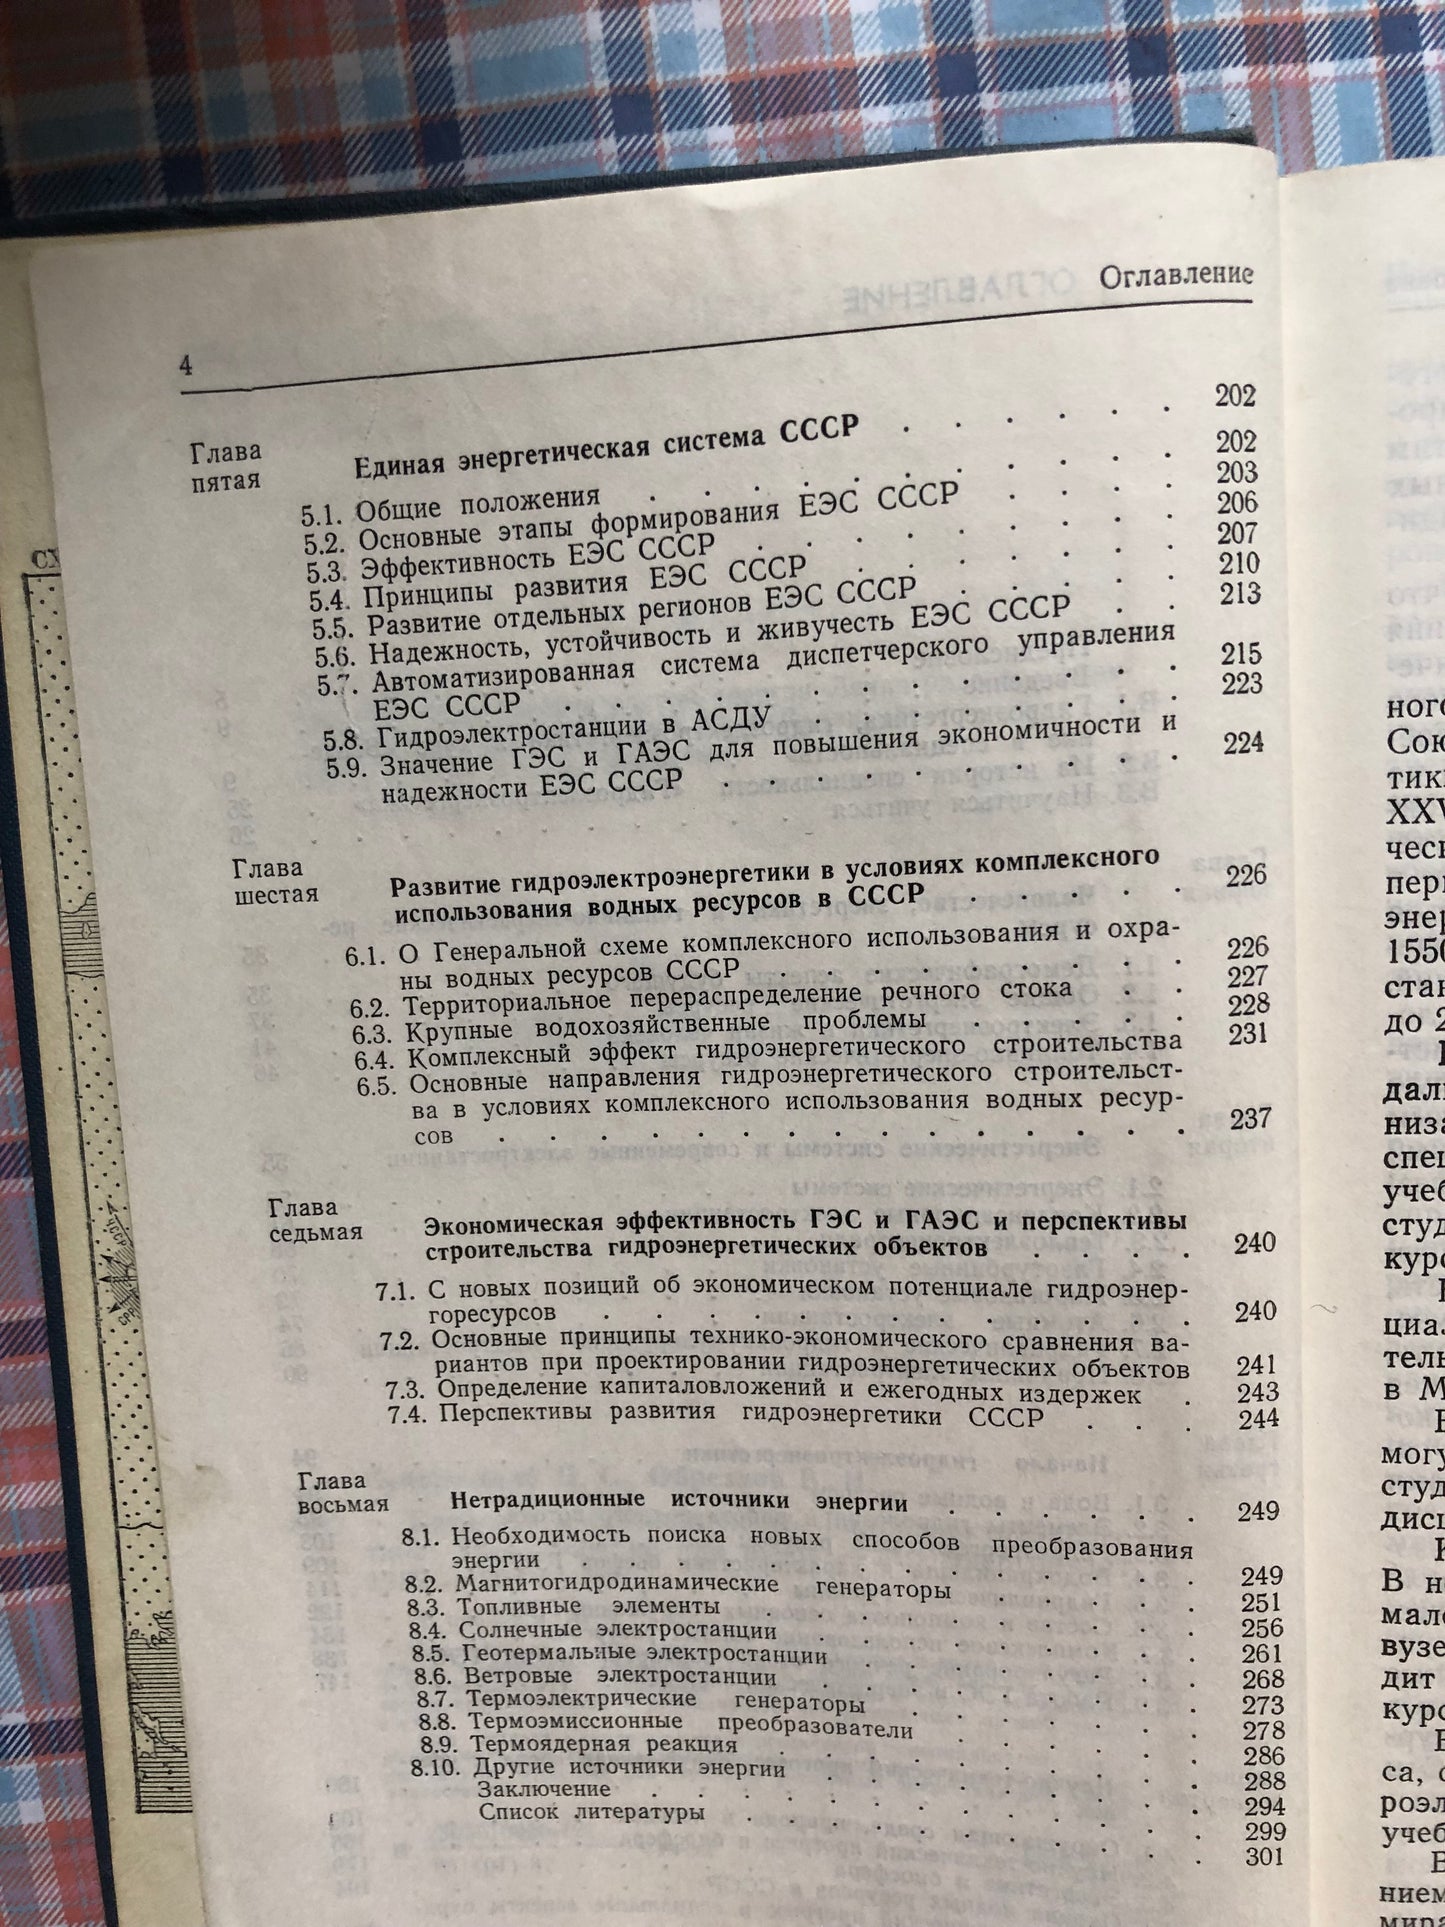 4
Оглавление
Глава
пятая
Единая энергетическая система СССР . . . . . . 202
5.1. Общие положения . . . . . . . . . . 202
5.2. Основные этапы формирования ЕЭС СССР . . . . 203
5.3. Эффективность ЕЭС СССР . . . . . . . . 206
5.4. Принципы развития ЕЭС СССР . . . . . . . 207
5.5. Развитие отдельных регионов ЕЭС СССР . . . . . 210
5.6. Надежность, устойчивость и живучесть ЕЭС СССР . . 213
5.7. Автоматизированная система диспетчерского управления
ЕЭС СССР . . . . . . . . . . . . 215
5.8. Гидроэлектростанции в АСДУ . . . . . . . 223
5.9. Значение ГЭС и ГАЭС для повышения экономичности и
надежности ЕЭС СССР . . . . . . . . . 224
Глава
шестая
Развитие гидроэлектроэнергетики в условиях комплексного
использования водных ресурсов в СССР . . . . . 226
6.1. О Генеральной схеме комплексного использования и охра-
ны водных ресурсов СССР . . . . . . . . . 226
6.2. Территориальное перераспределение речного стока . . 227
6.3. Крупные водохозяйственные проблемы . . . . . 228
6.4. Комплексный эффект гидроэнергетического строительства 231
6.5. Основные направления гидроэнергетического строительст-
ва в условиях комплексного использования водных ресур-
сов . . . . . . . . . . . . . . 237
Глава
седьмая
Экономическая эффективность ГЭС и ГАЭС и перспективы
строительства гидроэнергетических объектов . . . . 240
7.1. С новых позиций об экономическом потенциале гидроэнер-
горесурсов . . . . . . . . . . . . 240
7.2. Основные принципы технико-экономического сравнения ва-
риантов при проектировании гидроэнергетических объектов 241
7.3. Определение капиталовложений и ежегодных издержек . 243
7.4. Перспективы развития гидроэнергетики СССР . . . 244
Глава
восьмая
Нетрадиционные источники энергии . . . . . . 249
8.1. Необходимость поиска новых способов преобразования
энергии . . . . . . . . . . . . . 249
8.2. Магнитогидродинамические генераторы . . . . . 251
8.3. Топливные элементы . . . . . . . . . 256
8.4. Солнечные электростанции . . . . . . . . 261
8.5. Геотермальные электростанции . . . . . . . 268
8.6. Ветровые электростанции . . . . . . . . 273
8.7. Термоэлектрические генераторы . . . . . . 278
8.8. Термоэмиссионные преобразователи . . . . . 286
8.9. Термоядерная реакция . . . . . . . . . 288
8.10. Другие источники энергии . . . . . . . . 294
Заключение . . . . . . . . . . . 299
Список литературы . . . . . . . . . . 301